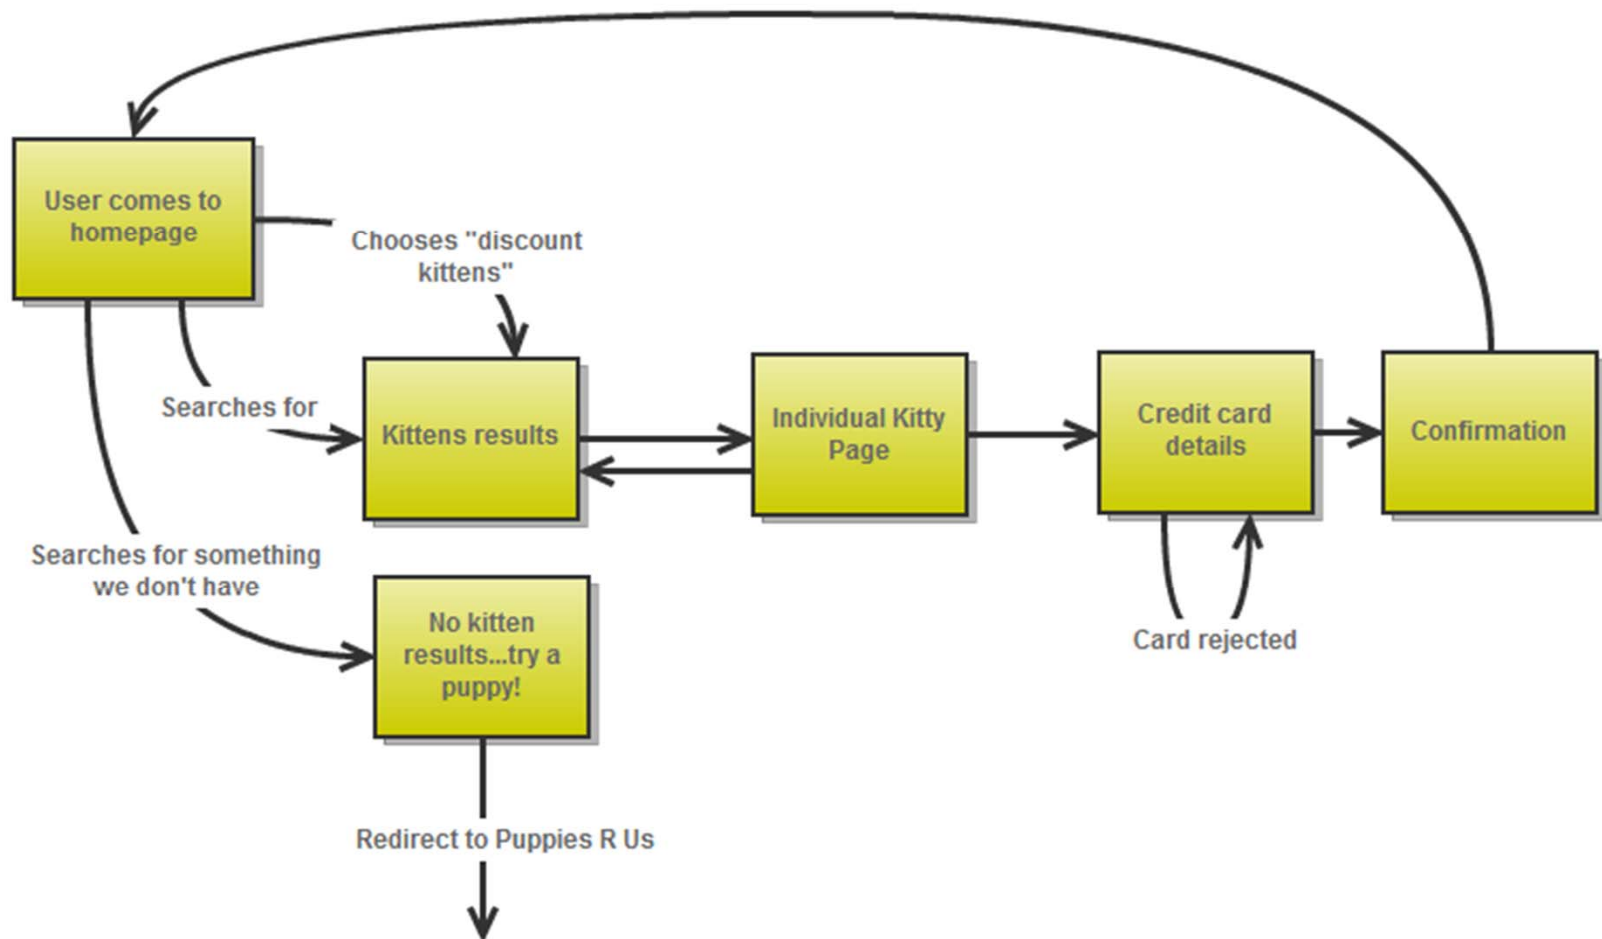 User comes to
homepage
Chooses "discount
kittens"
Searches for
Kittens results
Individual Kitty
Page
Credit card
details
Confirmation
Searches for something
we don't have
No kitten
results...try a
puppy!
Card rejected
Redirect to Puppies R Us